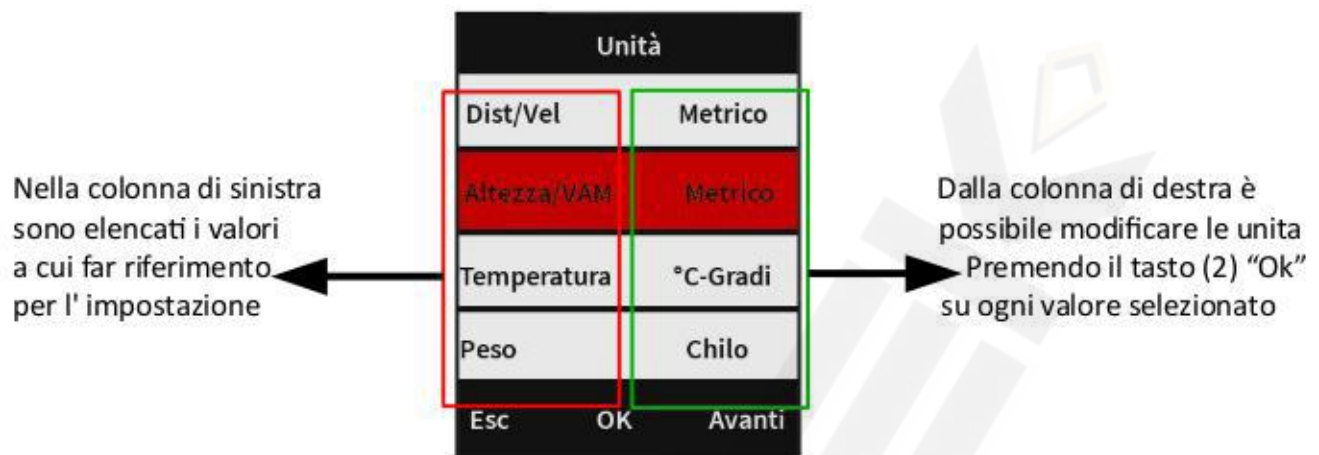 Unità
Dist/Vel Metrico
Altezza/VAM Metrico
Temperatura °C-Gradi
Peso Chilo
Esc OK Avanti
Nella colonna di sinistra
sono elencati i valori
a cui far riferimento
per l' impostazione
Dalla colonna di destra è
possibile modificare le unita
Premendo il tasto (2) “Ok”
su ogni valore selezionato